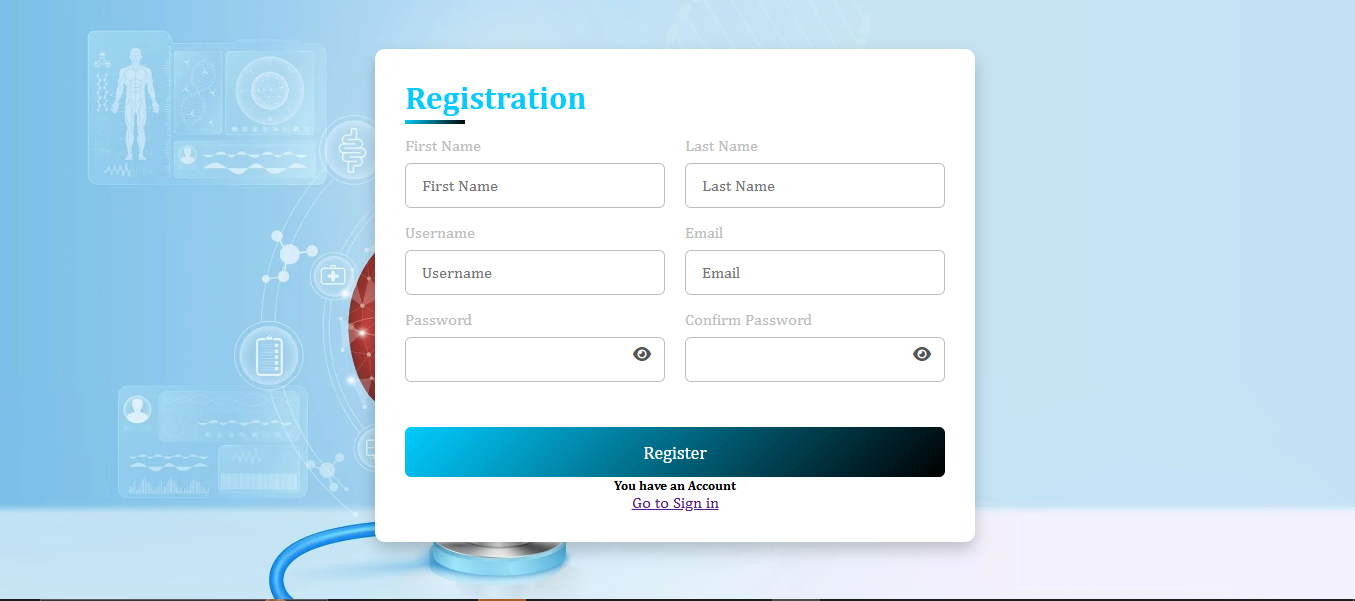 Registration
First Name Last Name
First Name Last Name
Username Email
Username Email
Password Confirm Password
Register
You have an Account
Go to Sign in